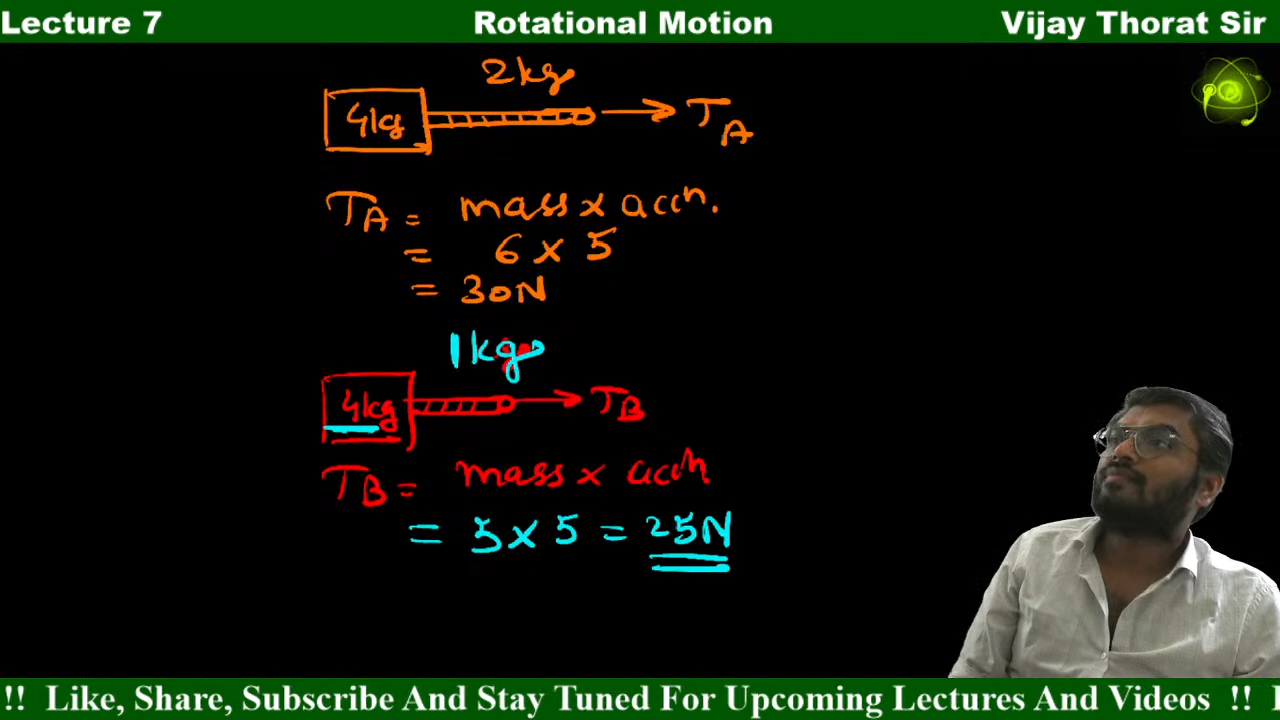 Lecture 7 Rotational Motion Vijay Thorat Sir
2kg
4kg → T_A
T_A = mass x accn.
= 6 x 5
= 30N
1kg
4kg → T_B
T_B = mass x accn
= 5 x 5 = 25N
!! Like, Share, Subscribe And Stay Tuned For Upcoming Lectures And Videos !!